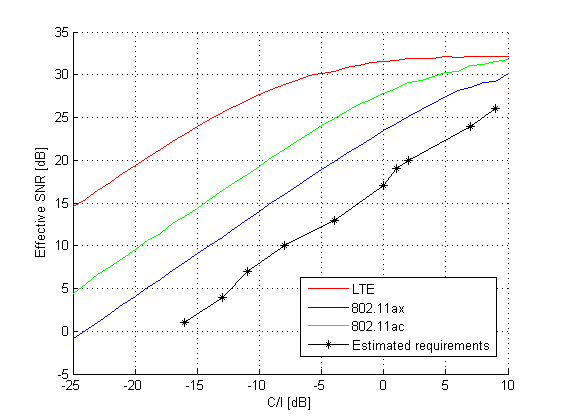 35
30
25
20
15
10
5
0
-5
Effective SNR [dB]
-25 -20 -15 -10 -5 0 5 10
C/I [dB]
LTE
802.11ax
802.11ac
Estimated requirements